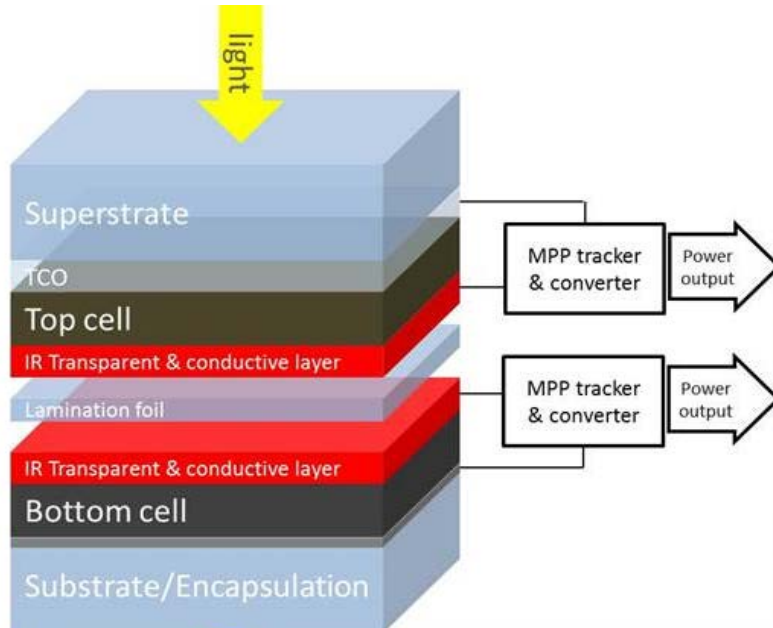 light
Superstrate
TCO
Top cell
IR Transparent & conductive layer
Lamination foil
IR Transparent & conductive layer
Bottom cell
Substrate/Encapsulation
MPP tracker
& converter
Power
output
MPP tracker
& converter
Power
output